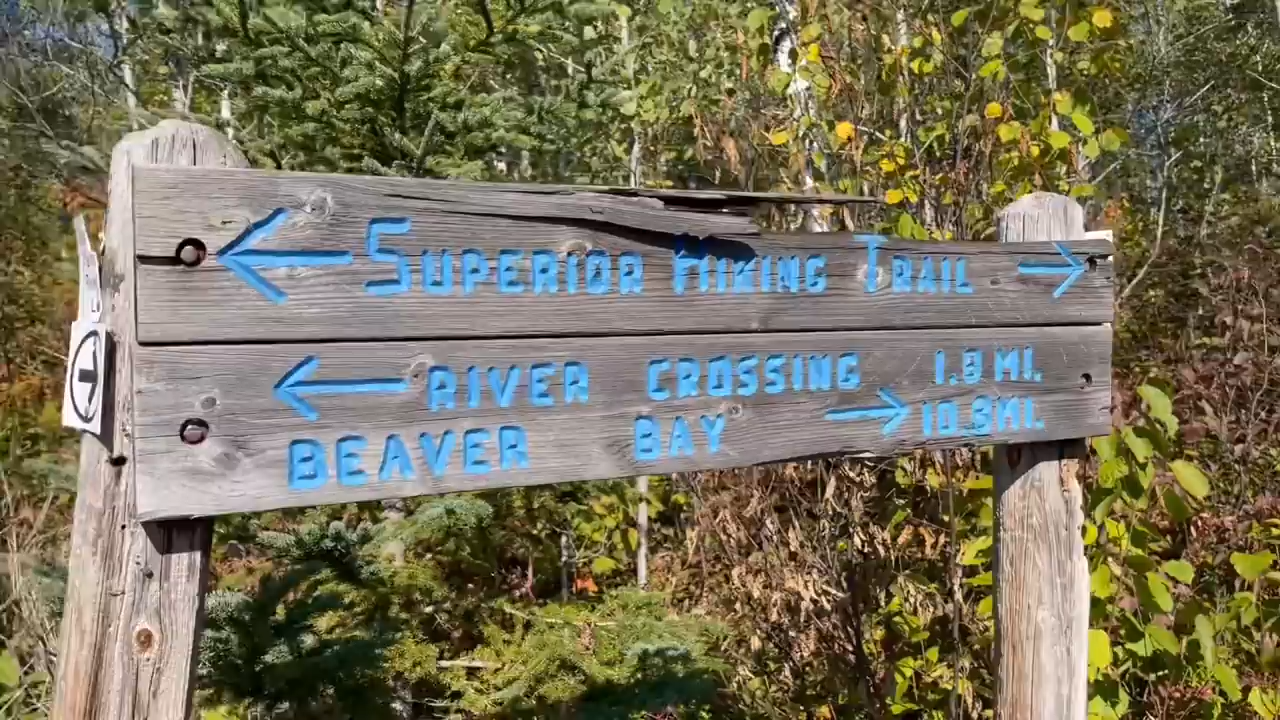 ← Superior Hiking Trail →
← RIVER CROSSING 1.9 MI.
BEAVER BAY → 10.8 MI.